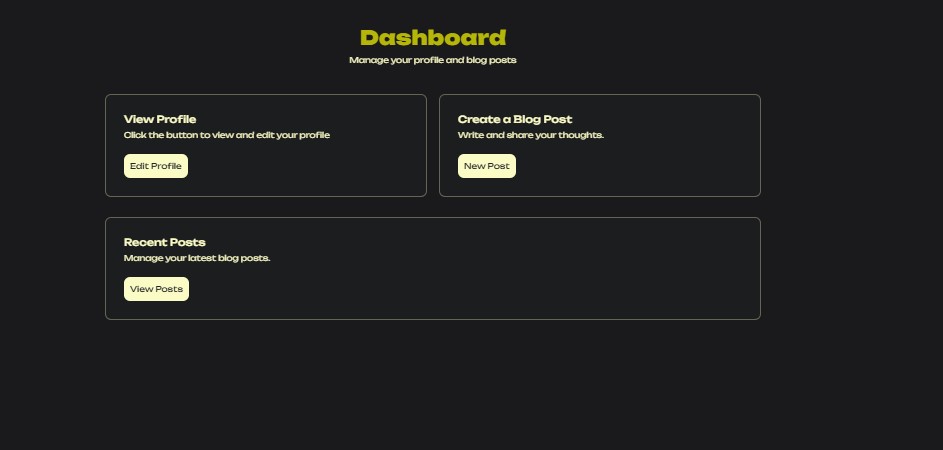 Dashboard
Manage your profile and blog posts
View Profile
Click the button to view and edit your profile
Edit Profile
Create a Blog Post
Write and share your thoughts.
New Post
Recent Posts
Manage your latest blog posts.
View Posts